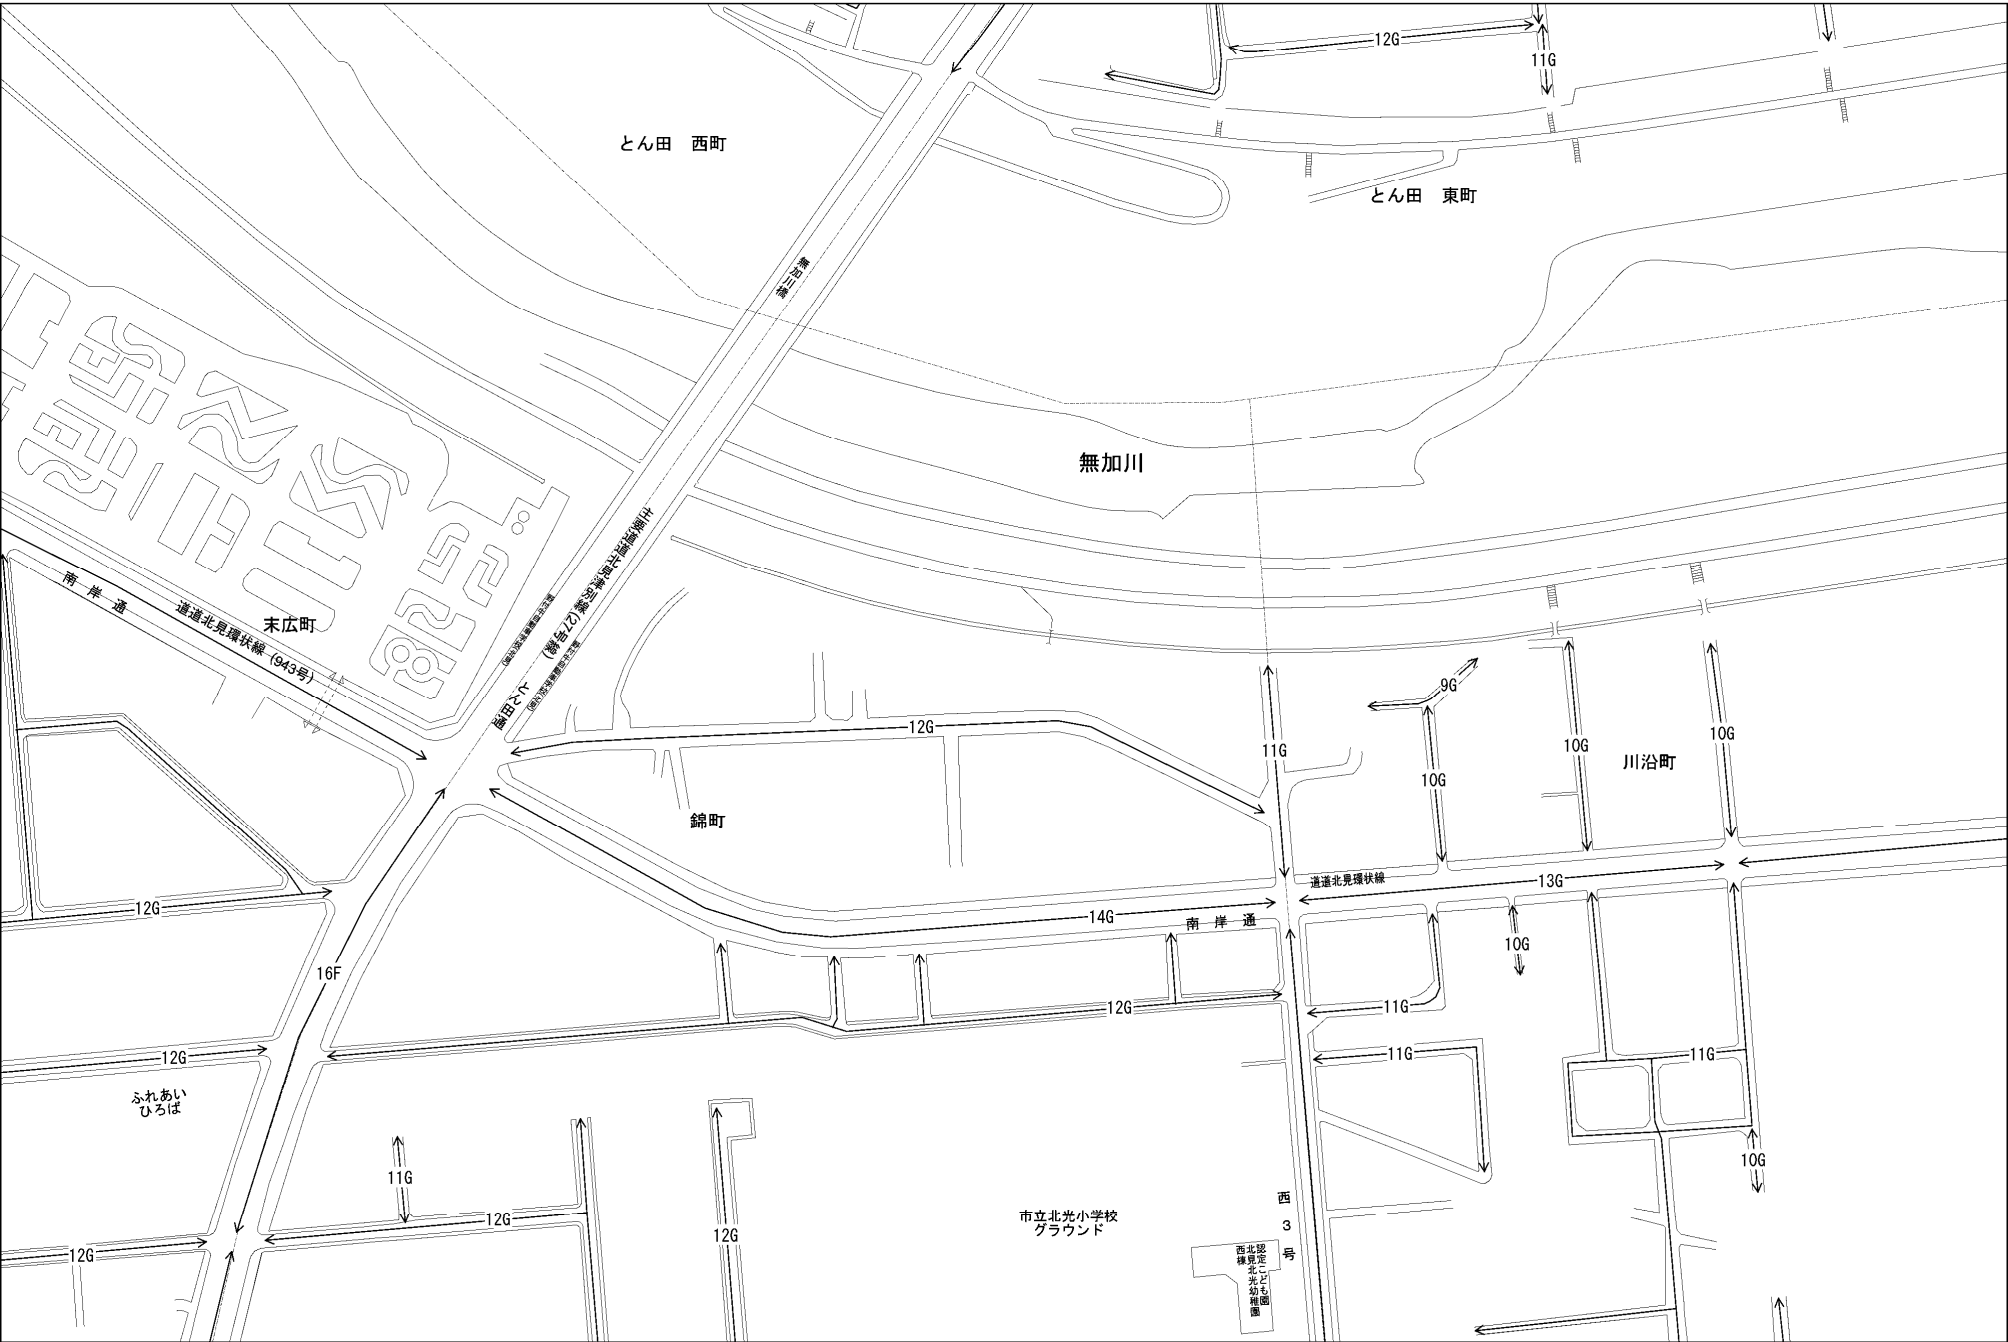 12G
11G
とん田　西町
とん田　東町
無加川橋
無加川
主要道道北見津別線(27号線)
南岸通
道道北見環状線（943号）
末広町
とん田通
9G
12G
10G
11G
10G
10G
川沿町
錦町
道道北見環状線
13G
12G
14G
南岸通
10G
16F
12G
11G
12G
11G
11G
ふれあい
ひろば
10G
11G
12G
12G
12G
市立北光小学校
グラウンド
西3号
認定こども園
北見北光幼稚園
西棟